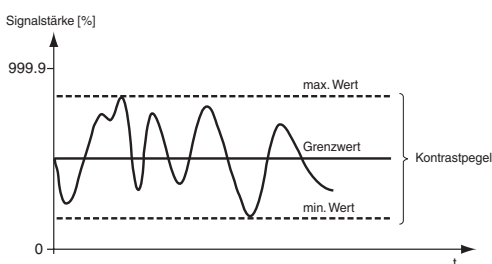 Signalstärke [%]
999.9
max. Wert
Grenzwert
Kontrastpegel
min. Wert
0
t